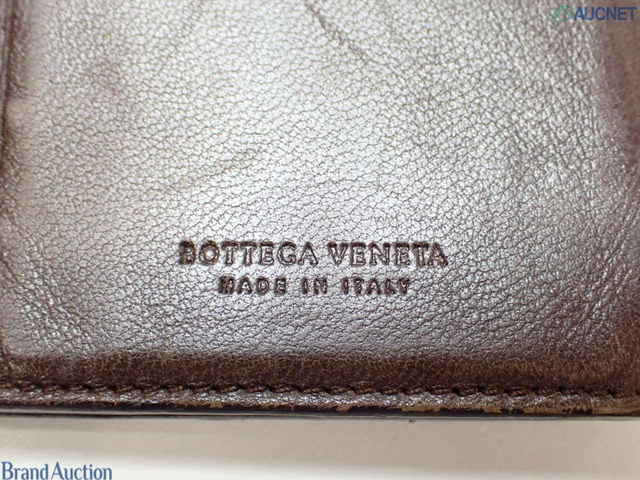 AUCNET
BOTTEGA VENETA
MADE IN ITALY
Brand Auction